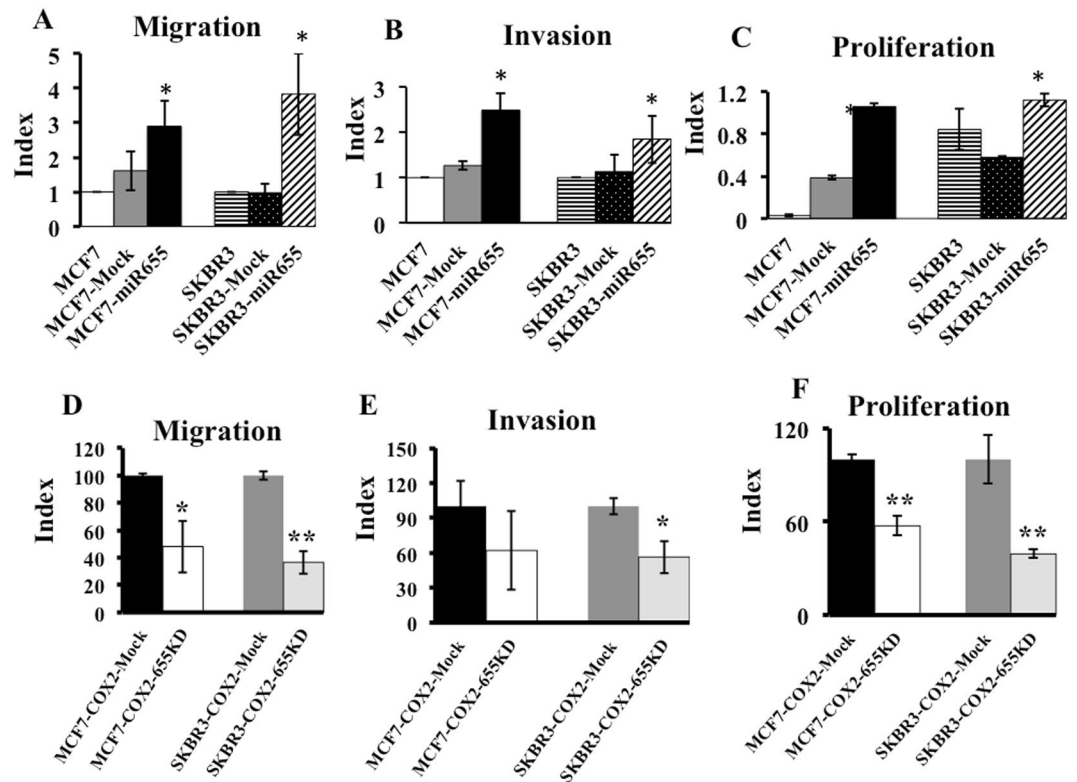 A
Migration
Index
5
4
3
2
1
0
*
*
MCF7
MCF7-Mock
MCF7-miR655
SKBR3
SKBR3-Mock
SKBR3-miR655
B
Invasion
Index
3
2
1
0
*
*
MCF7
MCF7-Mock
MCF7-miR655
SKBR3
SKBR3-Mock
SKBR3-miR655
C
Proliferation
Index
1.2
0.8
0.4
0
*
*
MCF7
MCF7-Mock
MCF7-miR655
SKBR3
SKBR3-Mock
SKBR3-miR655
D
Migration
Index
120
100
80
60
40
20
0
*
**
MCF7-COX2-Mock
MCF7-COX2-655KD
SKBR3-COX2-Mock
SKBR3-COX2-655KD
E
Invasion
Index
150
120
90
60
30
0
*
MCF7-COX2-Mock
MCF7-COX2-655KD
SKBR3-COX2-Mock
SKBR3-COX2-655KD
F
Proliferation
Index
120
60
0
**
**
MCF7-COX2-Mock
MCF7-COX2-655KD
SKBR3-COX2-Mock
SKBR3-COX2-655KD